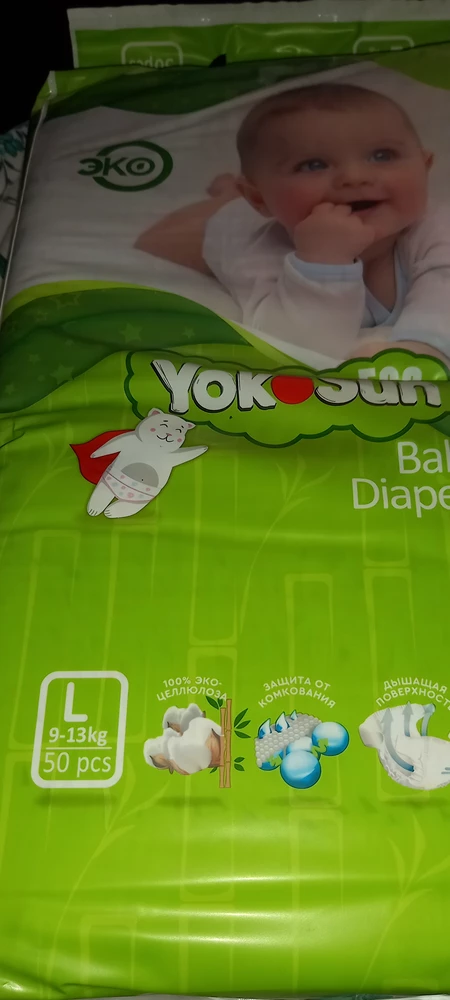 ЭКО
YokoSun
Bal
Diape
L
9-13kg
50 pcs
100% ЭКО-
ЦЕЛЛЮЛОЗА
ЗАЩИТА ОТ
КОМКОВАНИЯ
ДЫШАЩАЯ
ПОВЕРХНОСТ